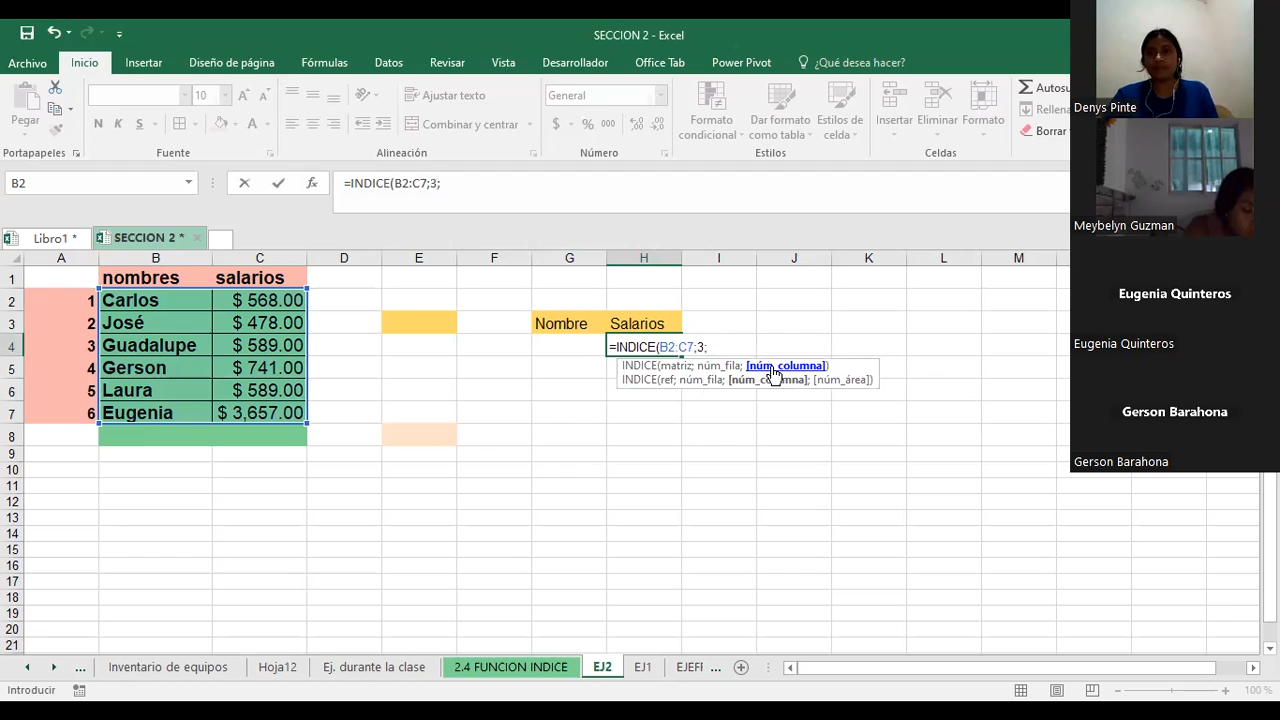 SECCION 2 - Excel
Archivo Inicio Insertar Diseño de página Fórmulas Datos Revisar Vista Desarrollador Office Tab Power Pivot ¿Qué desea hacer?
Pegar
10
Ajustar texto
General
Formato condicional
Dar formato como tabla
Estilos de celda
Insertar
Eliminar
Formato
Autosu
Rellena
Borrar
N K S
Combinar y centrar
$ % 000
Portapapeles Fuente Alineación Número Estilos Celdas
B2
=INDICE(B2:C7;3;
Libro1 * SECCION 2 *
A B C D E F G H I J K L M
1 nombres salarios
2 1 Carlos $ 568.00
3 2 José $ 478.00 Nombre Salarios
4 3 Guadalupe $ 589.00 =INDICE(B2:C7;3;
INDICE(matriz; núm_fila; [núm_columna])
5 4 Gerson $ 741.00
INDICE(ref; núm_fila; [núm_columna]; [núm_área])
6 5 Laura $ 589.00
7 6 Eugenia $ 3,657.00
8
9
10
11
12
13
14
15
16
17
18
19
20
21
... Inventario de equipos Hoja12 Ej. durante la clase 2.4 FUNCION INDICE EJ2 EJ1 EJEFI ...
Introducir
100 %
Denys Pinte
Meybelyn Guzman
Eugenia Quinteros
Eugenia Quinteros
Gerson Barahona
Gerson Barahona